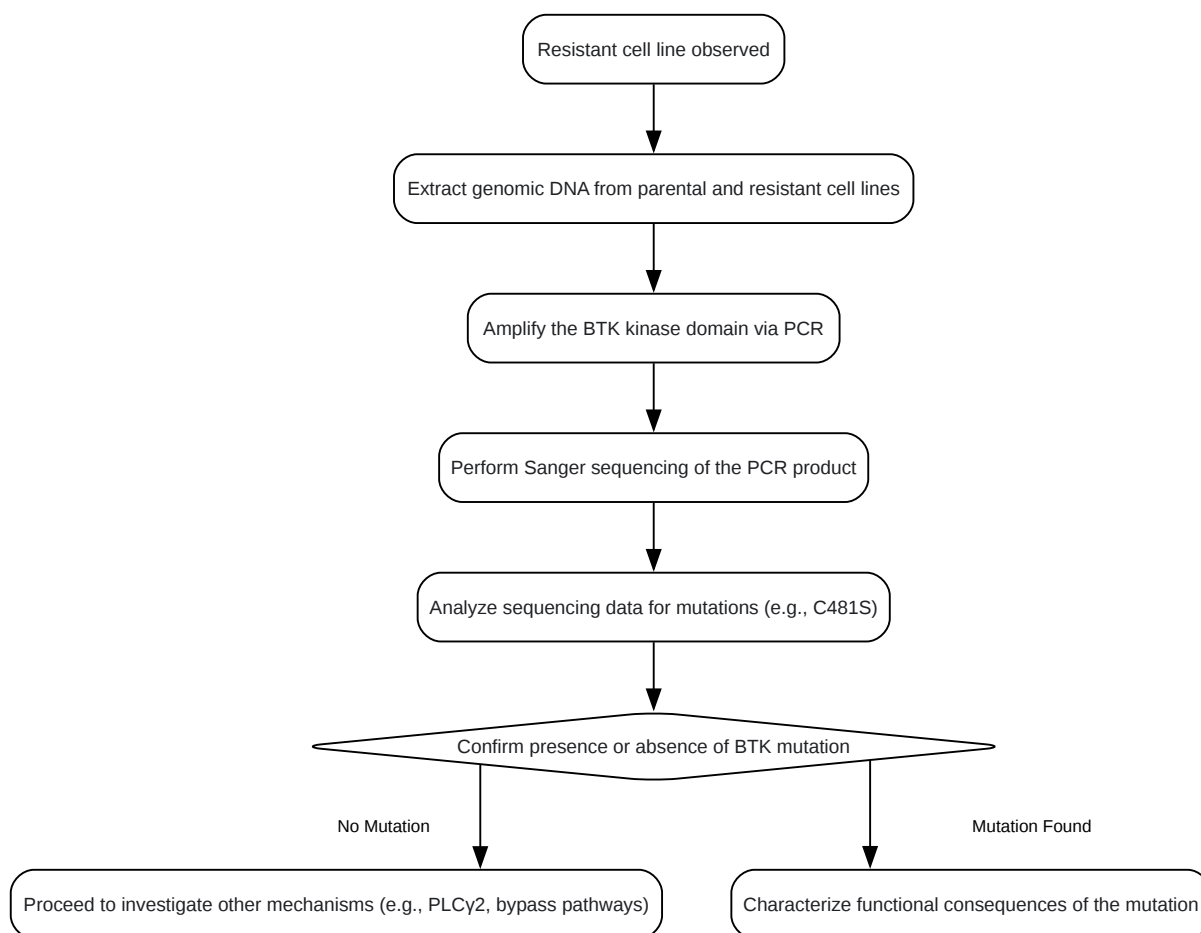 Resistant cell line observed
Extract genomic DNA from parental and resistant cell lines
Amplify the BTK kinase domain via PCR
Perform Sanger sequencing of the PCR product
Analyze sequencing data for mutations (e.g., C481S)
Confirm presence or absence of BTK mutation
No Mutation
Mutation Found
Proceed to investigate other mechanisms (e.g., PLCγ2, bypass pathways)
Characterize functional consequences of the mutation